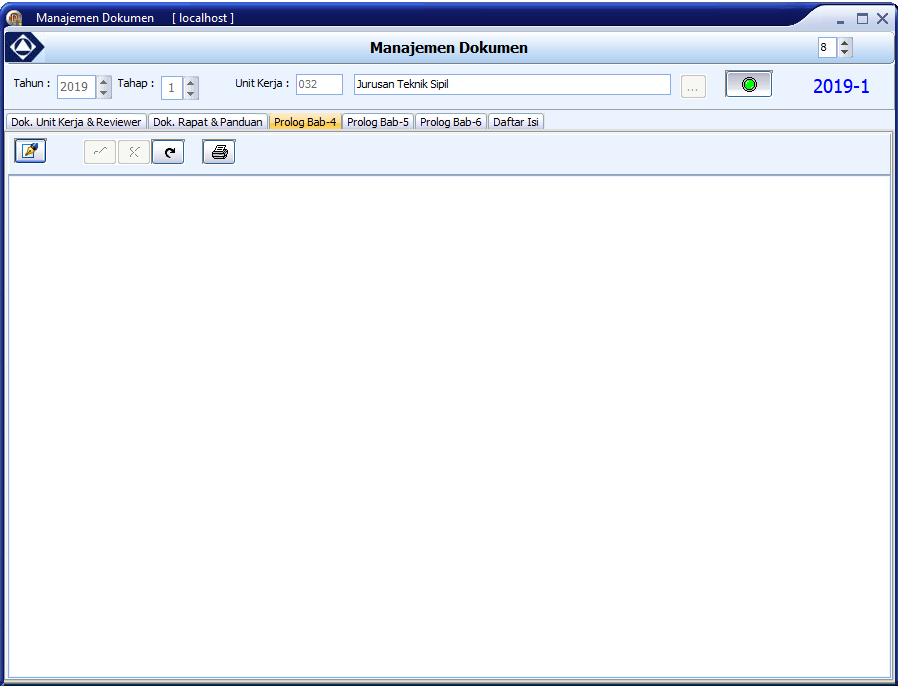 Manajemen Dokumen [ localhost ]
Manajemen Dokumen 8
Tahun : 2019 Tahap : 1 Unit Kerja : 032 Jurusan Teknik Sipil ... 2019-1
Dok. Unit Kerja & Reviewer Dok. Rapat & Panduan Prolog Bab-4 Prolog Bab-5 Prolog Bab-6 Daftar Isi